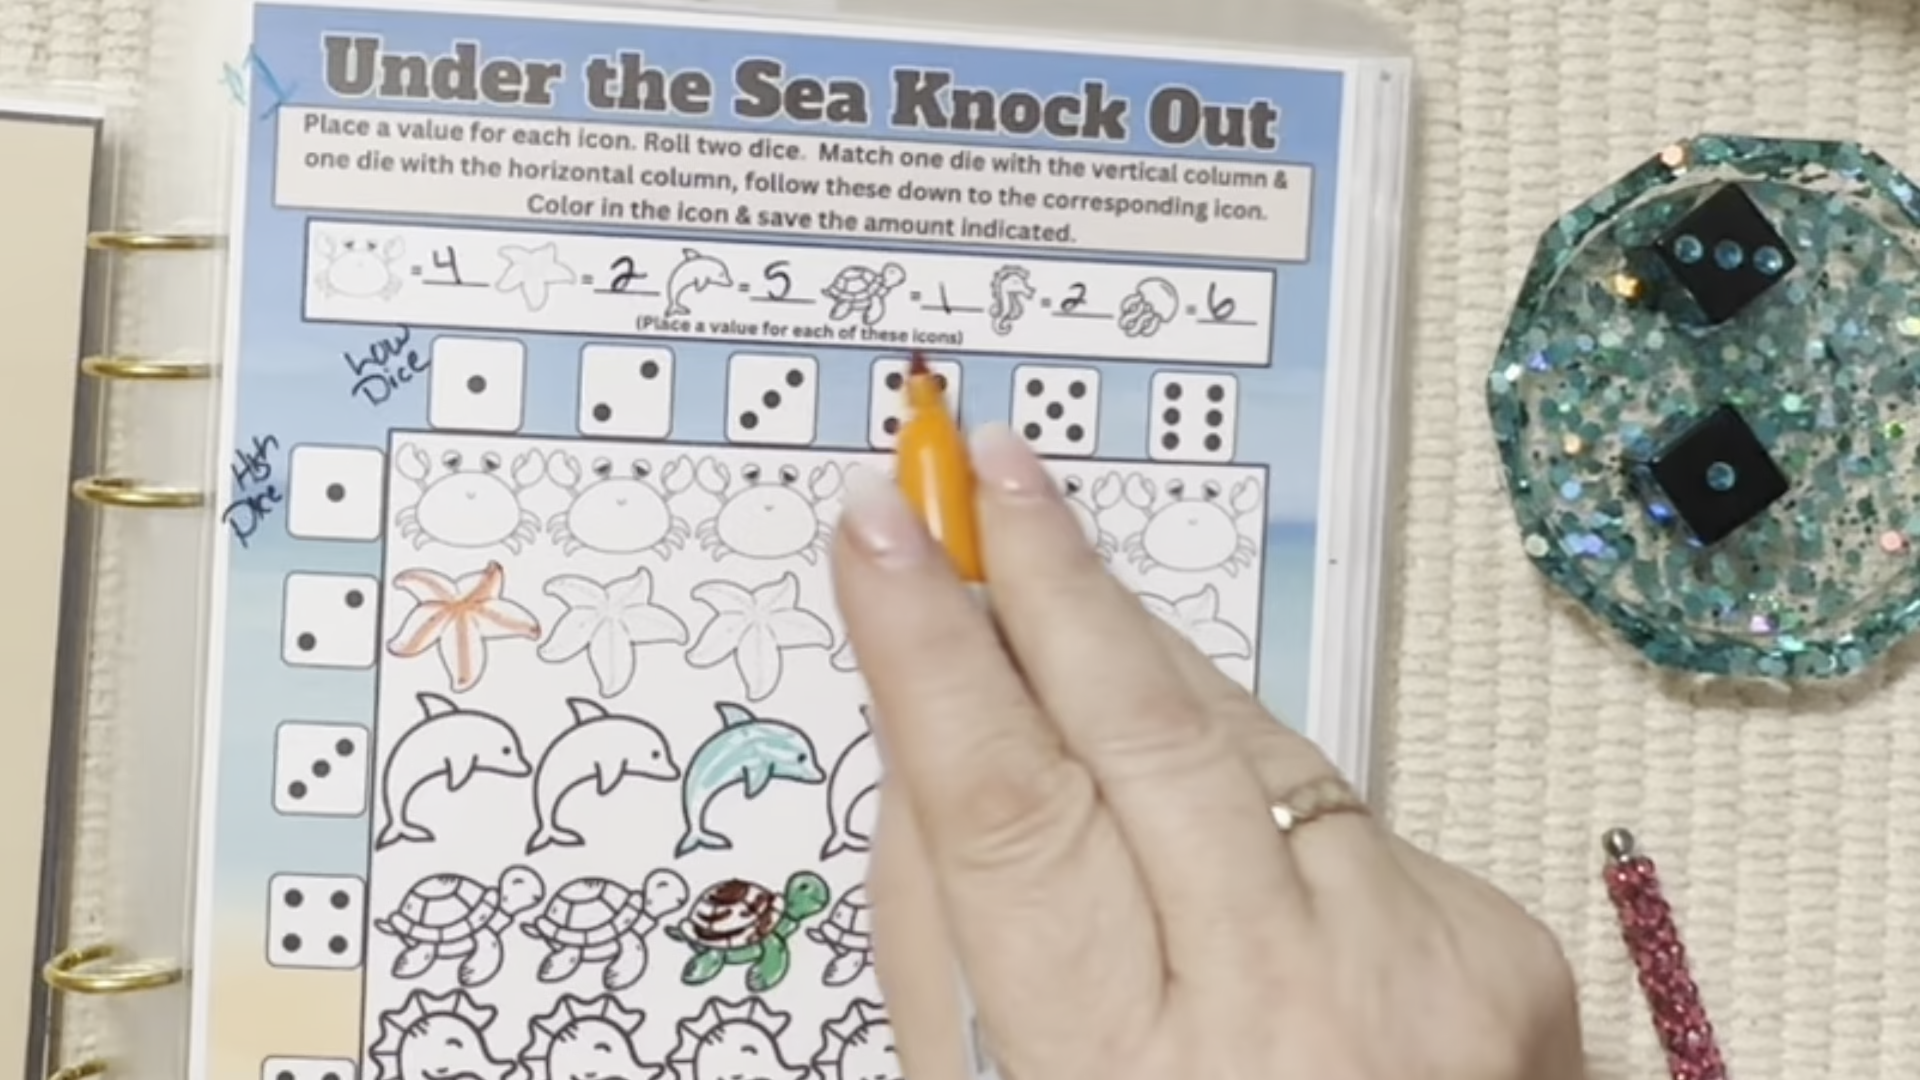 Under the Sea Knock Out
Place a value for each icon. Roll two dice. Match one die with the vertical column &
one die with the horizontal column, follow these down to the corresponding icon.
Color in the icon & save the amount indicated.
= 4 = 2 = 5 = 1 = 2 = 6
(Place a value for each of these icons)
Low
Dice
High
Dice